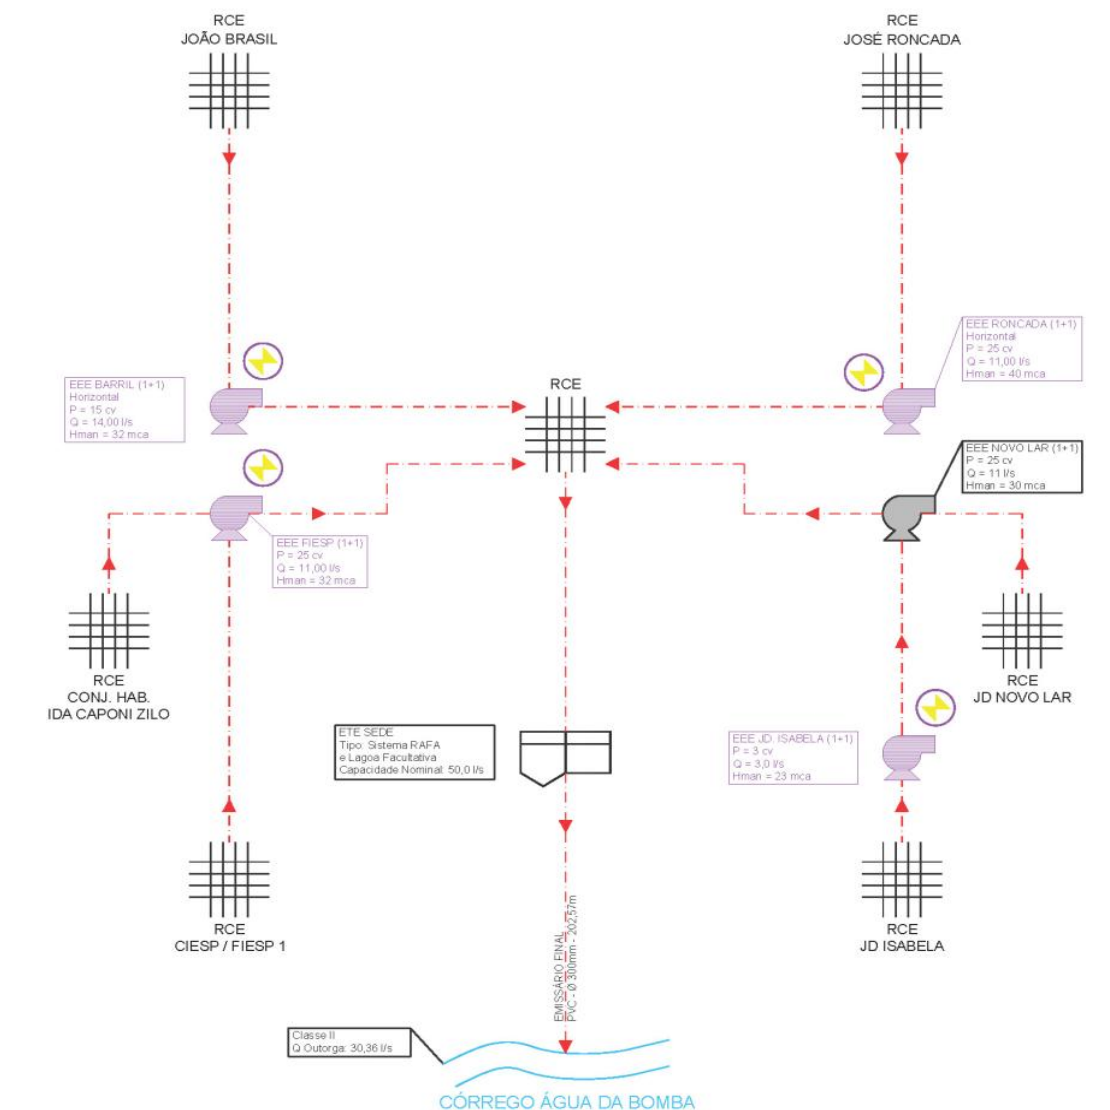 RCE
JOÃO BRASIL
RCE
JOSÉ RONCADA
EEE RONCADA (1+1)
Horizontal
P = 25 cv
Q = 11,00 l/s
Hman = 40 mca
EEE BARRIL (1+1)
Horizontal
P = 15 cv
Q = 14,00 l/s
Hman = 32 mca
RCE
EEE NOVO LAR (1+1)
P = 25 cv
Q = 11 l/s
Hman = 30 mca
EEE FIESP (1+1)
P = 25 cv
Q = 11,00 l/s
Hman = 32 mca
RCE
CONJ. HAB.
IDA CAPONI ZILO
RCE
JD NOVO LAR
ETE SEDE
Tipo: Sistema RAFA
e Lagoa Facultativa
Capacidade Nominal: 50,0 l/s
EEE JD. ISABELA (1+1)
P = 3 cv
Q = 3,0 l/s
Hman = 23 mca
RCE
CIESP / FIESP 1
RCE
JD ISABELA
EMISSÁRIO FINAL
PVC - Ø 300mm - 202,57m
Classe II
Q Outorga: 30,36 l/s
CÓRREGO ÁGUA DA BOMBA